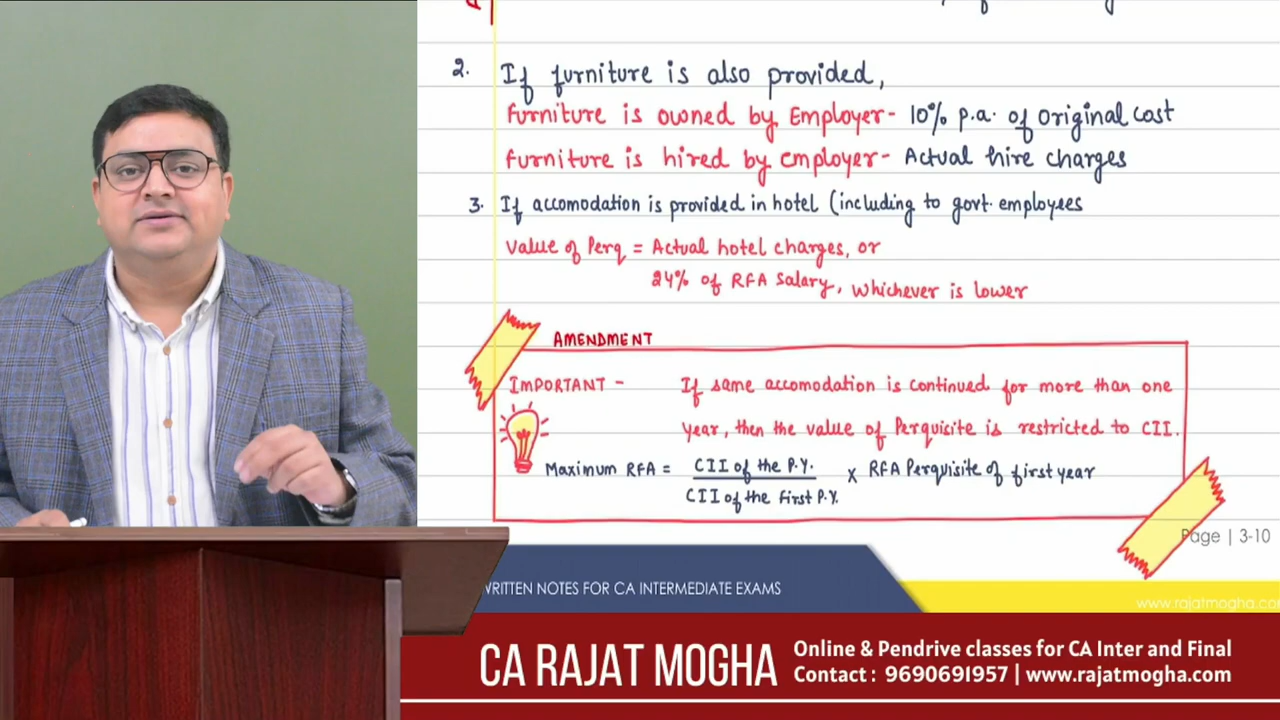 2. If furniture is also provided,
Furniture is owned by Employer- 10% p.a. of original cost
Furniture is hired by employer- Actual hire charges
3. If accomodation is provided in hotel (including to govt. employees
Value of Perq = Actual hotel charges, or
24% of RFA Salary, whichever is lower
AMENDMENT
IMPORTANT - If same accomodation is continued for more than one
year, then the value of Perquisite is restricted to CII.
Maximum RFA = CII of the P.Y. x RFA Perquisite of first year
CII of the First P.Y.
Page | 3-10
WRITTEN NOTES FOR CA INTERMEDIATE EXAMS
www.rajatmogha.co
CA RAJAT MOGHA
Online & Pendrive classes for CA Inter and Final
Contact : 9690691957 | www.rajatmogha.com